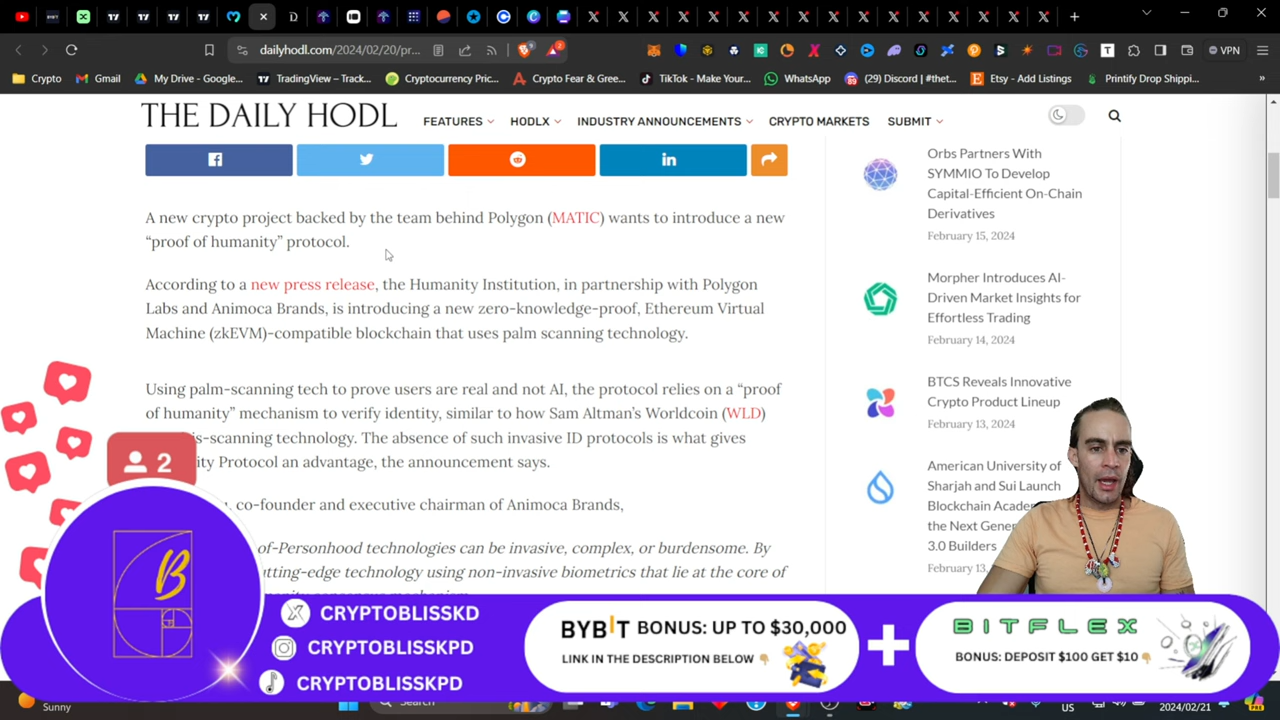 dailyhodl.com/2024/02/20/pr...
VPN
Crypto
Gmail
My Drive - Google...
TradingView – Track...
Cryptocurrency Pric...
Crypto Fear & Gree...
TikTok - Make Your...
WhatsApp
(29) Discord | #thet...
Etsy - Add Listings
Printify Drop Shippi...
»
THE DAILY HODL
FEATURES
HODLX
INDUSTRY ANNOUNCEMENTS
CRYPTO MARKETS
SUBMIT
A new crypto project backed by the team behind Polygon (MATIC) wants to introduce a new
“proof of humanity” protocol.
According to a new press release, the Humanity Institution, in partnership with Polygon
Labs and Animoca Brands, is introducing a new zero-knowledge-proof, Ethereum Virtual
Machine (zkEVM)-compatible blockchain that uses palm scanning technology.
Using palm-scanning tech to prove users are real and not AI, the protocol relies on a “proof
of humanity” mechanism to verify identity, similar to how Sam Altman’s Worldcoin (WLD)
is-scanning technology. The absence of such invasive ID protocols is what gives
ity Protocol an advantage, the announcement says.
, co-founder and executive chairman of Animoca Brands,
of-Personhood technologies can be invasive, complex, or burdensome. By
utting-edge technology using non-invasive biometrics that lie at the core of
Orbs Partners With
SYMMIO To Develop
Capital-Efficient On-Chain
Derivatives
February 15, 2024
Morpher Introduces AI-
Driven Market Insights for
Effortless Trading
February 14, 2024
BTCS Reveals Innovative
Crypto Product Lineup
February 13, 2024
American University of
Sharjah and Sui Launch
Blockchain Acade
the Next Gener
3.0 Builders
February 13,
2
B
CRYPTOBLISSKD
CRYPTOBLISSKPD
CRYPTOBLISSKPD
BYBIT BONUS: UP TO $30,000
LINK IN THE DESCRIPTION BELOW
BITFLEX
BONUS: DEPOSIT $100 GET $10
Sunny
Search
US
2024/02/21